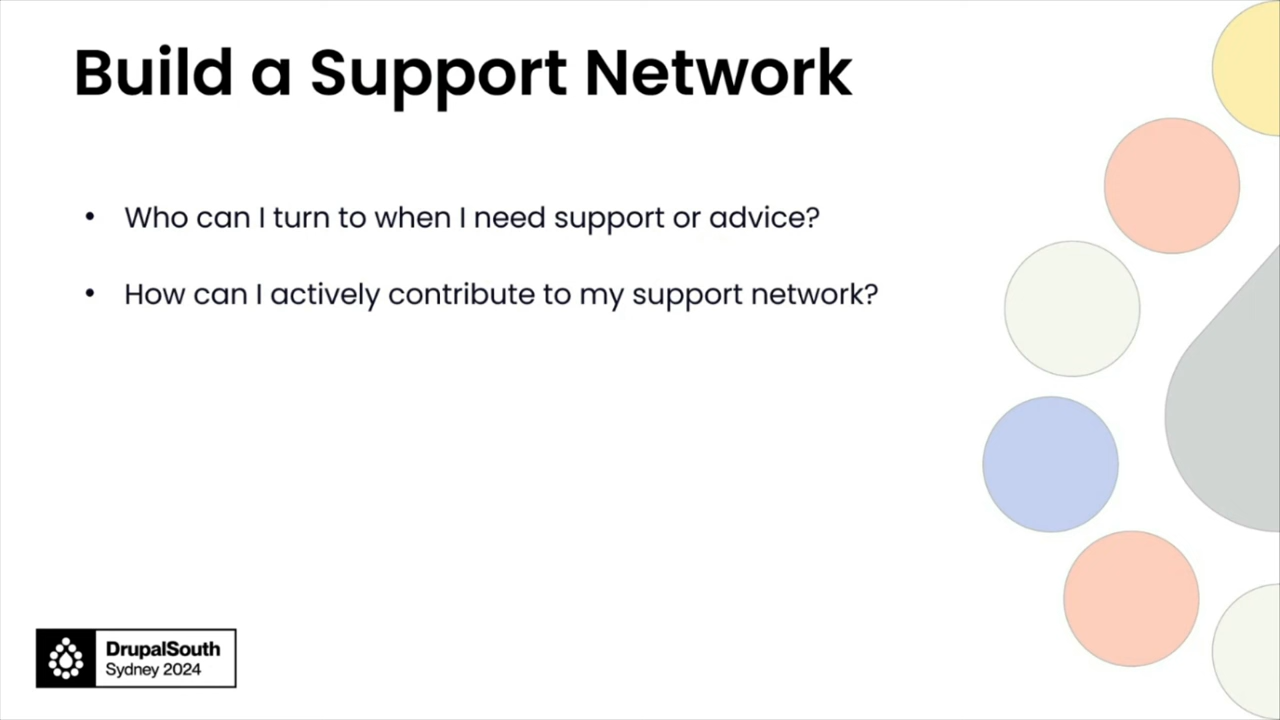 Build a Support Network
• Who can I turn to when I need support or advice?
• How can I actively contribute to my support network?
DrupalSouth
Sydney 2024